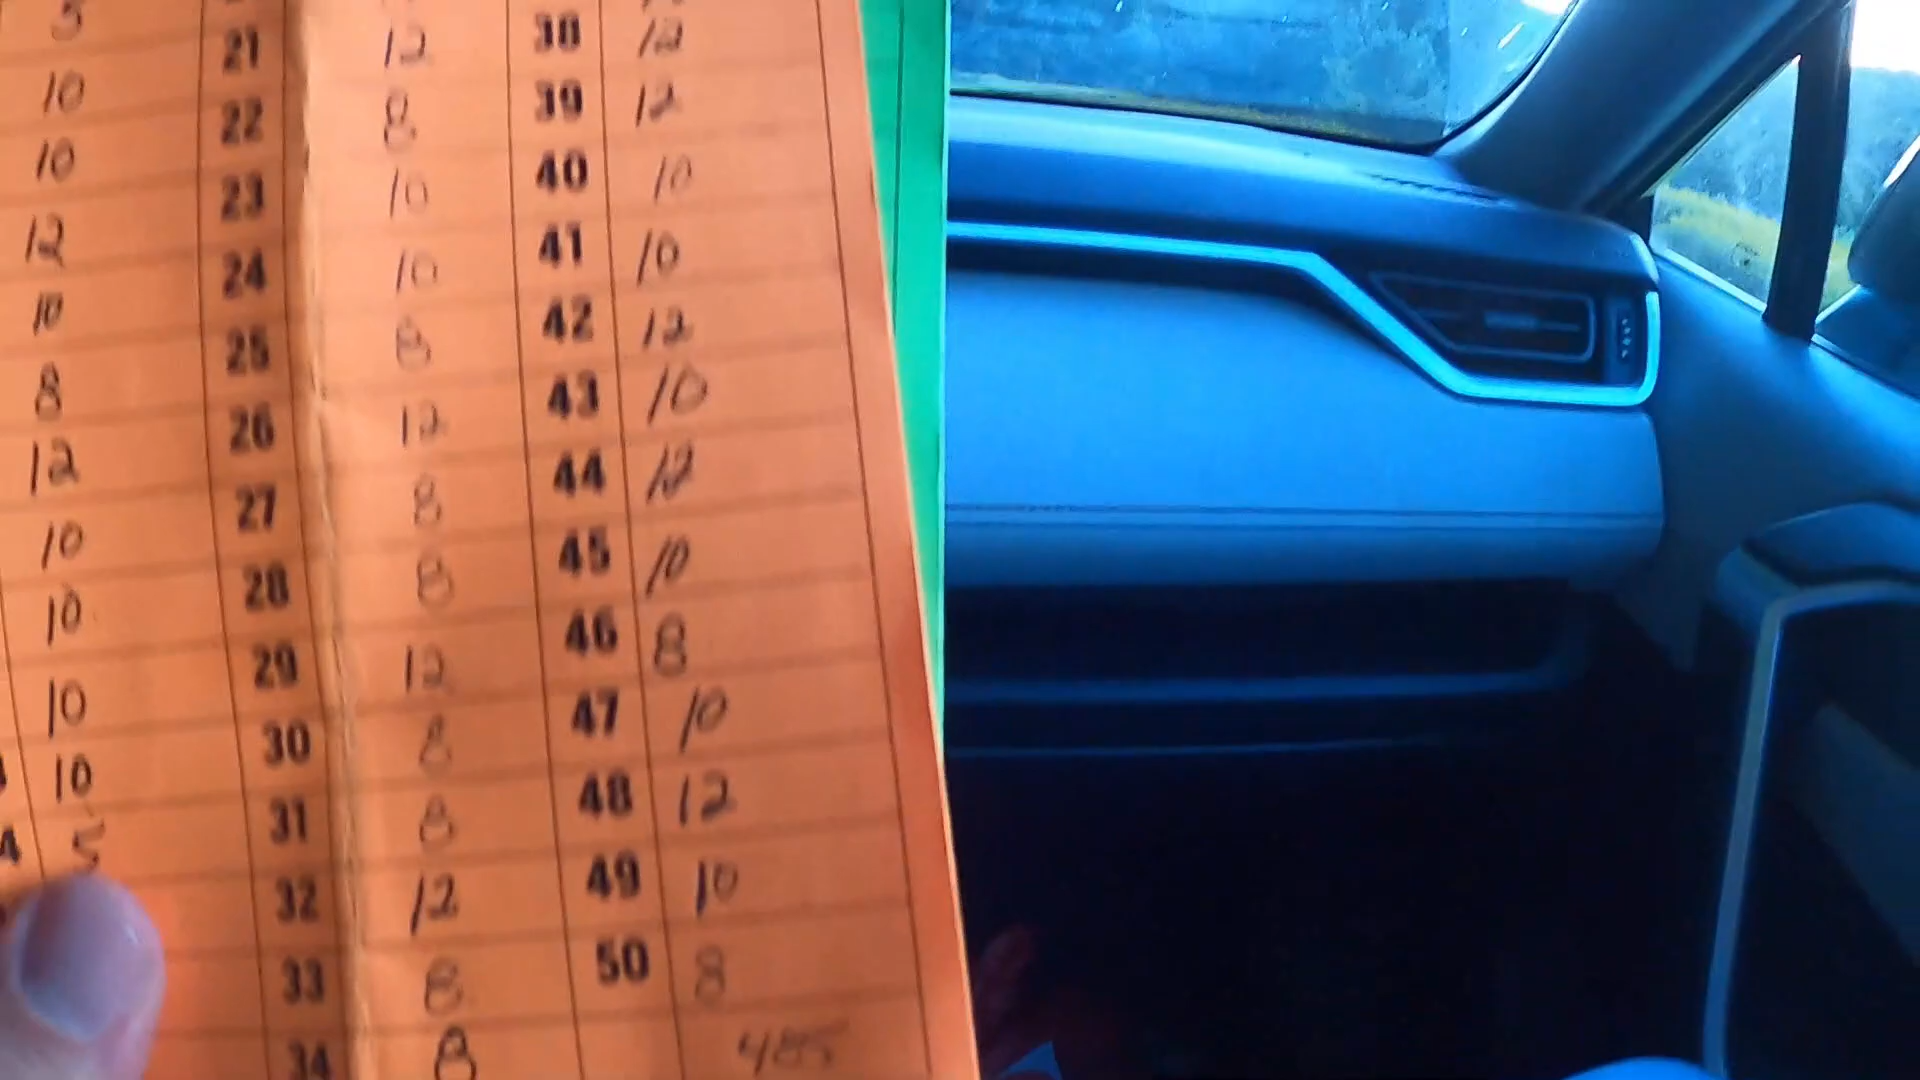 5 21 12 38 12
10 22 8 39 12
10 23 10 40 10
12 24 10 41 10
10 25 8 42 12
8 26 12 43 10
12 27 8 44 12
10 28 8 45 10
10 29 12 46 8
10 30 8 47 10
10 31 8 48 12
4 5 32 12 49 10
33 8 50 8
34 8 485